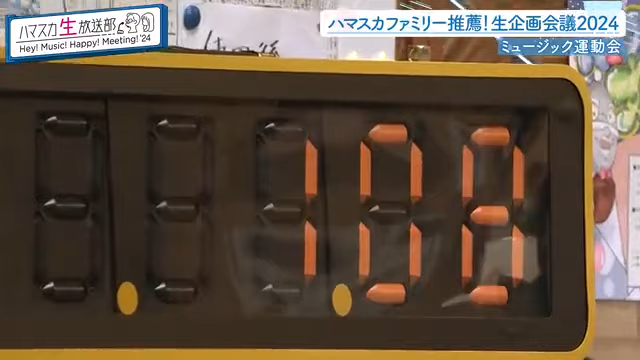 ハマスカ生放送部
Hey! Music! Happy! Meeting! '24
ハマスカファミリー推薦!生企画会議2024
ミュージック運動会
1.08